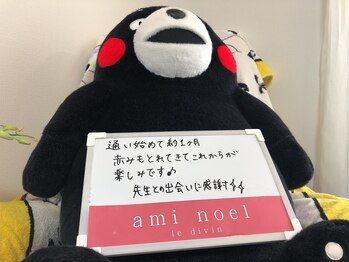 通い始めて約1ヶ月
赤みもとれてきてこれからが
楽しみです♪
先生との出会いに感謝す
ami noel
le divin